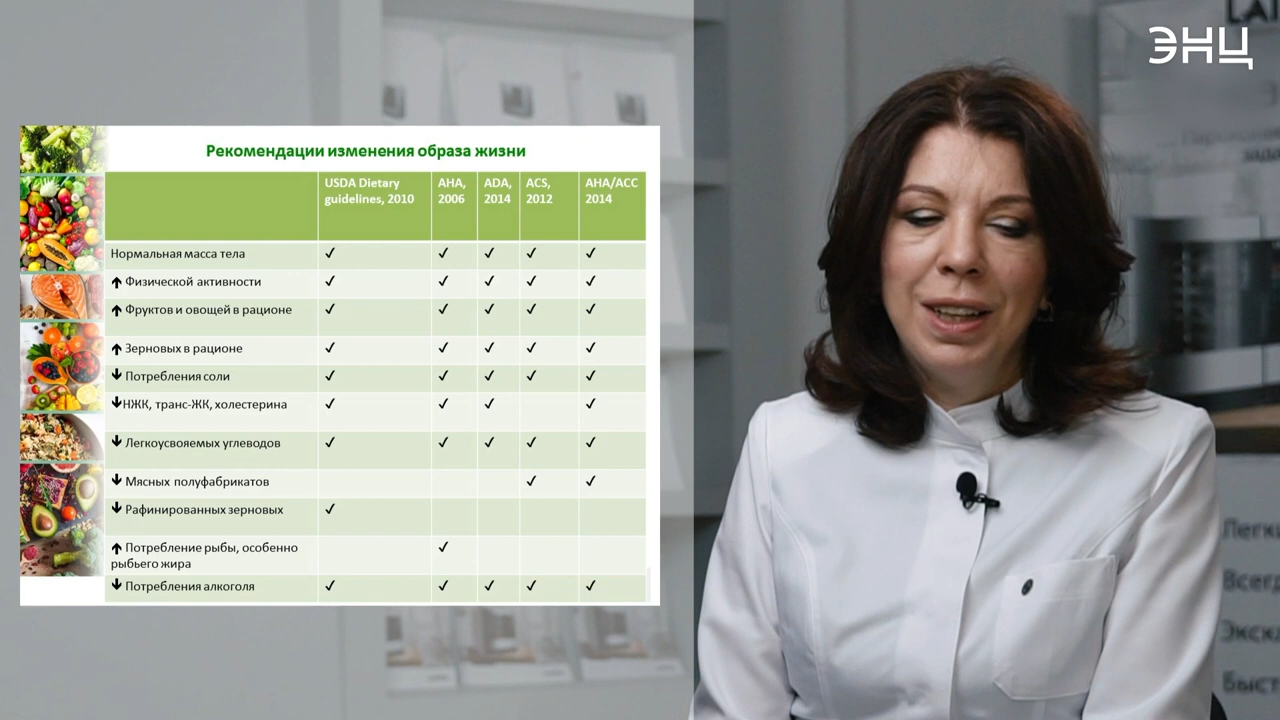 ЭНЦ
Рекомендации изменения образа жизни
USDA Dietary guidelines, 2010 AHA, 2006 ADA, 2014 ACS, 2012 AHA/ACC 2014
Нормальная масса тела ✓ ✓ ✓ ✓ ✓
↑ Физической активности ✓ ✓ ✓ ✓ ✓
↑ Фруктов и овощей в рационе ✓ ✓ ✓ ✓ ✓
↑ Зерновых в рационе ✓ ✓ ✓ ✓ ✓
↓ Потребления соли ✓ ✓ ✓ ✓ ✓
↓НЖК, транс-ЖК, холестерина ✓ ✓ ✓ ✓
↓ Легкоусвояемых углеводов ✓ ✓ ✓ ✓ ✓
↓ Мясных полуфабрикатов ✓ ✓
↓ Рафинированных зерновых ✓
↑ Потребление рыбы, особенно
рыбьего жира ✓
↓ Потребления алкоголя ✓ ✓ ✓ ✓ ✓